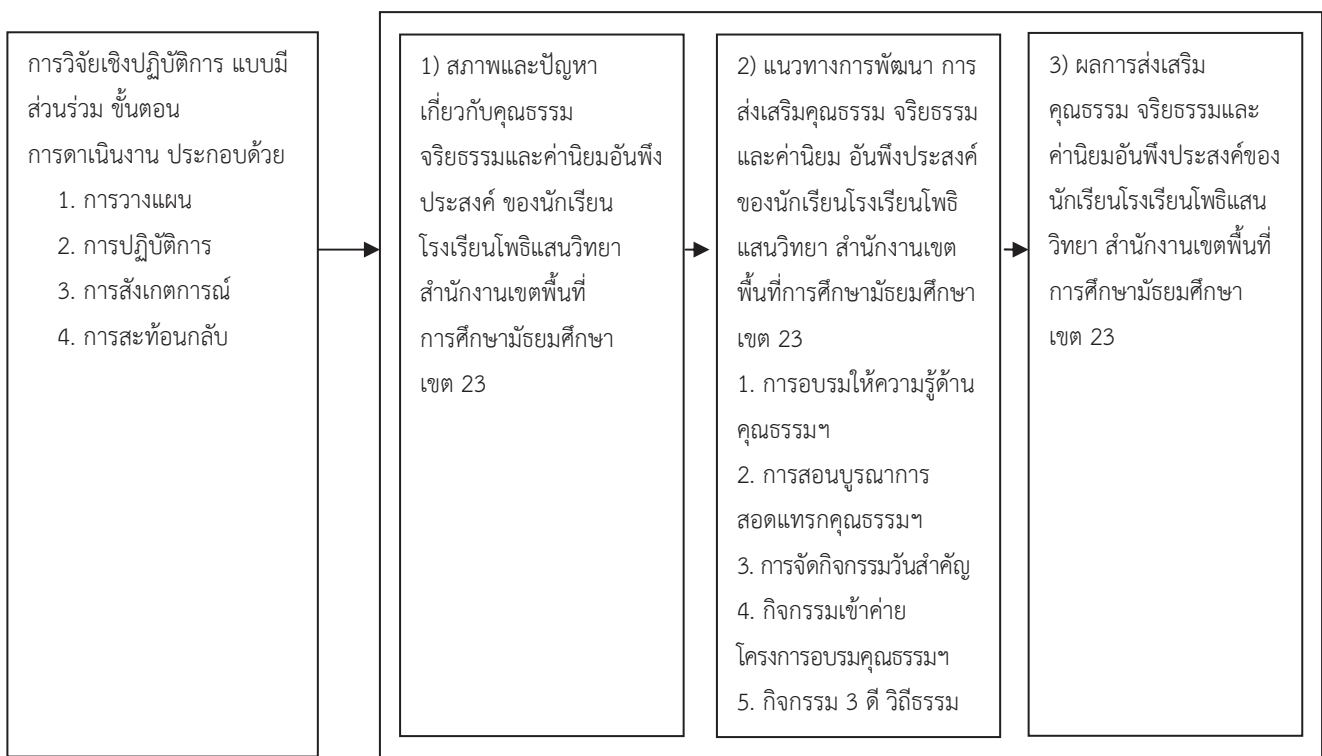 การวิจัยเชิงปฏิบัติการ แบบมี
ส่วนร่วม ขั้นตอน
การดาเนินงาน ประกอบด้วย
1. การวางแผน
2. การปฏิบัติการ
3. การสังเกตการณ์
4. การสะท้อนกลับ
1) สภาพและปัญหา
เกี่ยวกับคุณธรรม
จริยธรรมและค่านิยมอันพึง
ประสงค์ ของนักเรียน
โรงเรียนโพธิแสนวิทยา
สำนักงานเขตพื้นที่
การศึกษามัธยมศึกษา
เขต 23
2) แนวทางการพัฒนา การ
ส่งเสริมคุณธรรม จริยธรรม
และค่านิยม อันพึงประสงค์
ของนักเรียนโรงเรียนโพธิ
แสนวิทยา สำนักงานเขต
พื้นที่การศึกษามัธยมศึกษา
เขต 23
1. การอบรมให้ความรู้ด้าน
คุณธรรมฯ
2. การสอนบูรณาการ
สอดแทรกคุณธรรมฯ
3. การจัดกิจกรรมวันสำคัญ
4. กิจกรรมเข้าค่าย
โครงการอบรมคุณธรรมฯ
5. กิจกรรม 3 ดี วิถีธรรม
3) ผลการส่งเสริม
คุณธรรม จริยธรรมและ
ค่านิยมอันพึงประสงค์ของ
นักเรียนโรงเรียนโพธิแสน
วิทยา สำนักงานเขตพื้นที่
การศึกษามัธยมศึกษา
เขต 23